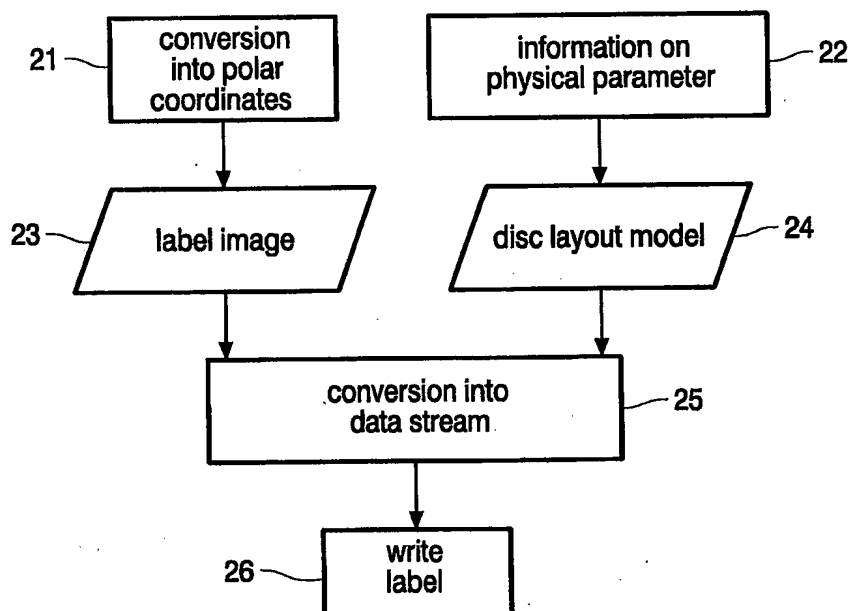 21
conversion
into polar
coordinates
information on
physical parameter
22
23
label image
disc layout model
24
conversion into
data stream
25
26
write
label